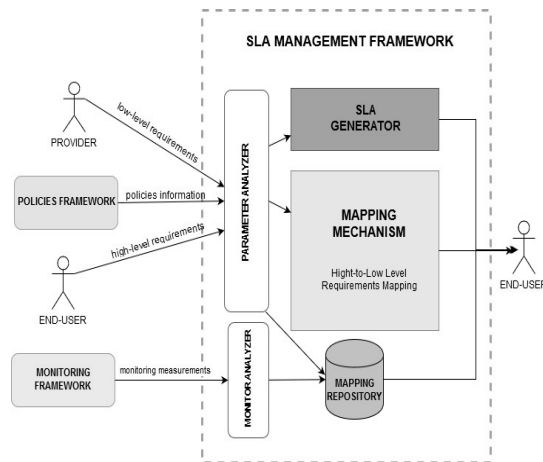 SLA MANAGEMENT FRAMEWORK
PROVIDER
low-level requirements
POLICIES FRAMEWORK
policies information
high-level requirements
END-USER
MONITORING
FRAMEWORK
monitoring measurements
PARAMETER ANALYZER
MONITOR ANALYZER
SLA
GENERATOR
MAPPING
MECHANISM
Hight-to-Low Level
Requirements Mapping
MAPPING
REPOSITORY
END-USER